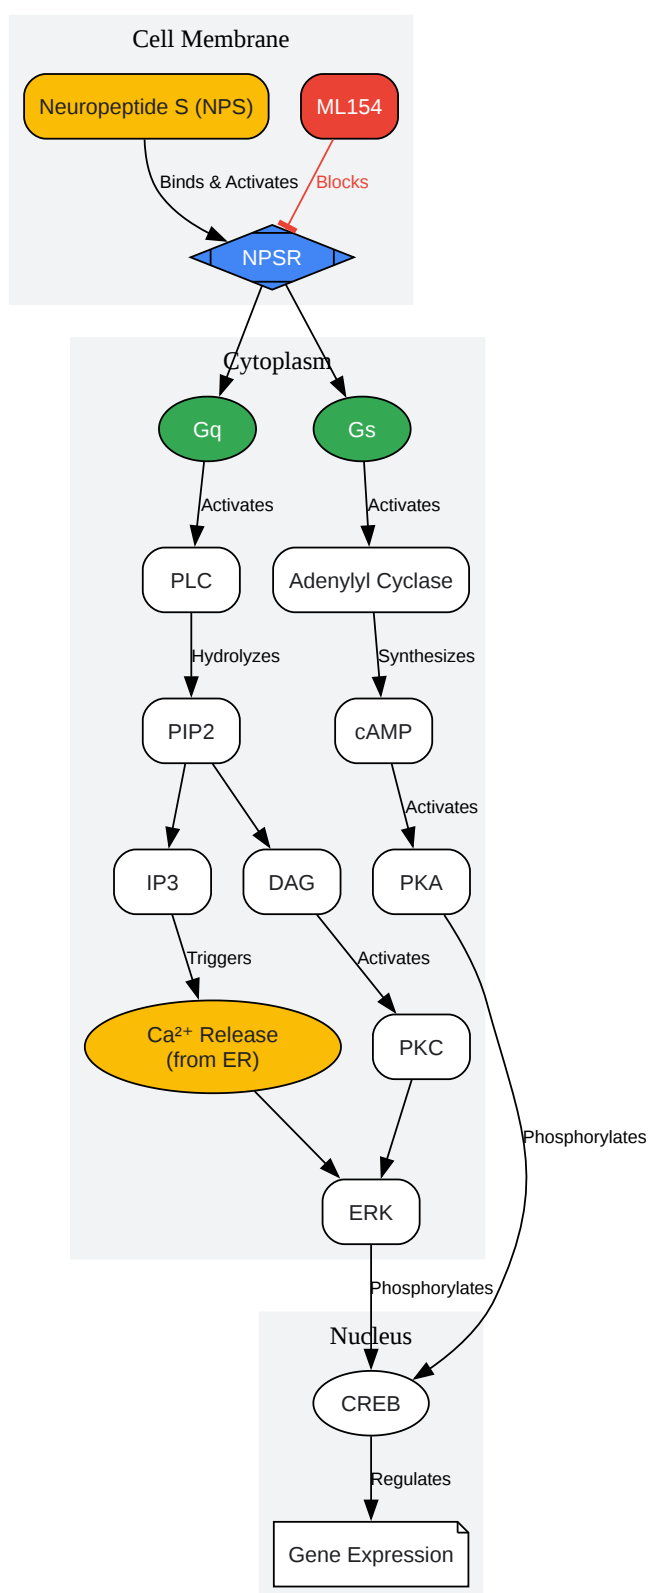 Cell Membrane
Neuropeptide S (NPS)
ML154
Binds & Activates
Blocks
NPSR
Cytoplasm
Gq
Gs
Activates
Activates
PLC
Adenylyl Cyclase
Hydrolyzes
Synthesizes
PIP2
cAMP
Activates
IP3
DAG
PKA
Triggers
Activates
Ca²⁺ Release
(from ER)
PKC
Phosphorylates
ERK
Phosphorylates
Nucleus
CREB
Regulates
Gene Expression